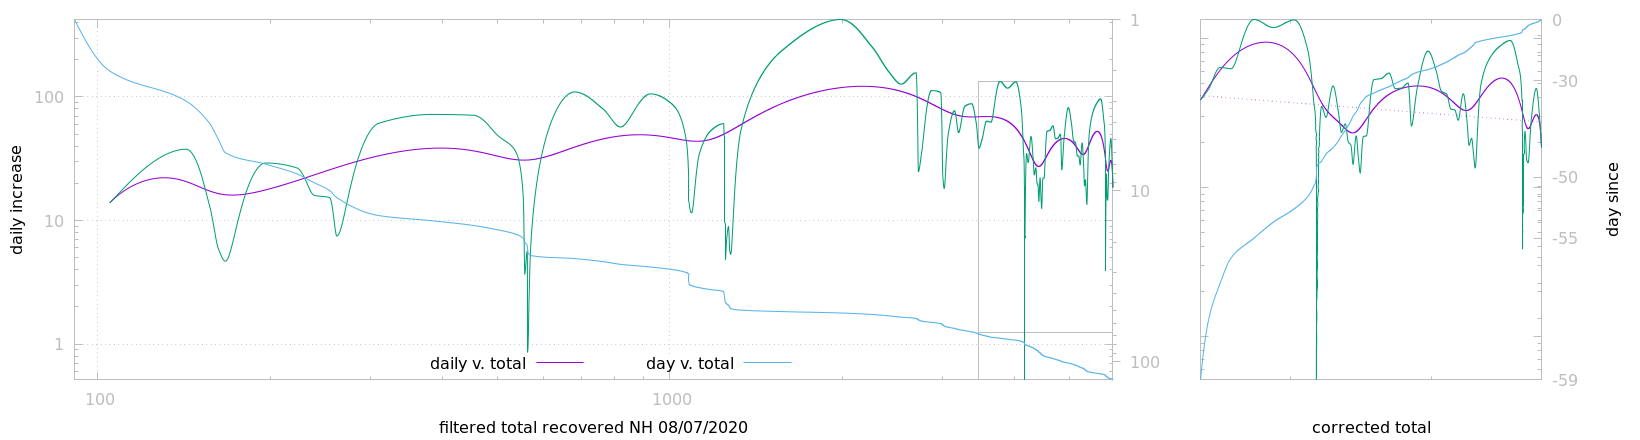 daily increase
100
10
1
100
1000
daily v. total
day v. total
filtered total recovered NH 08/07/2020
1
10
100
0
-30
-50
-55
-59
day since
corrected total